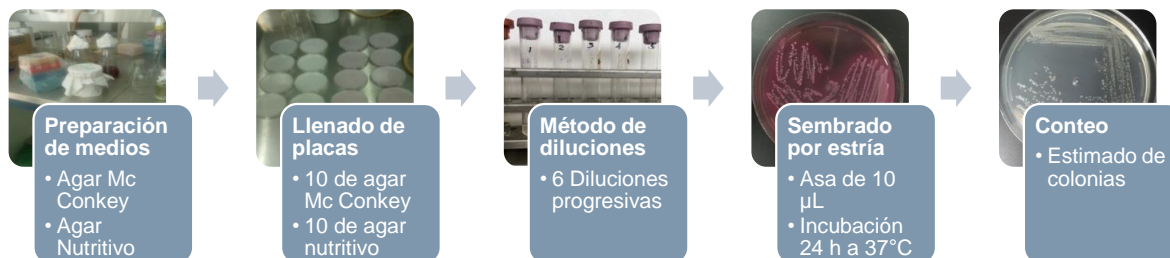 Preparación
de medios
• Agar Mc
Conkey
• Agar
Nutritivo
Llenado de
placas
• 10 de agar
Mc Conkey
• 10 de agar
nutritivo
1 2 3 4 5
Método de
diluciones
• 6 Diluciones
progresivas
Sembrado
por estría
• Asa de 10
µL
• Incubación
24 h a 37°C
Conteo
• Estimado de
colonias